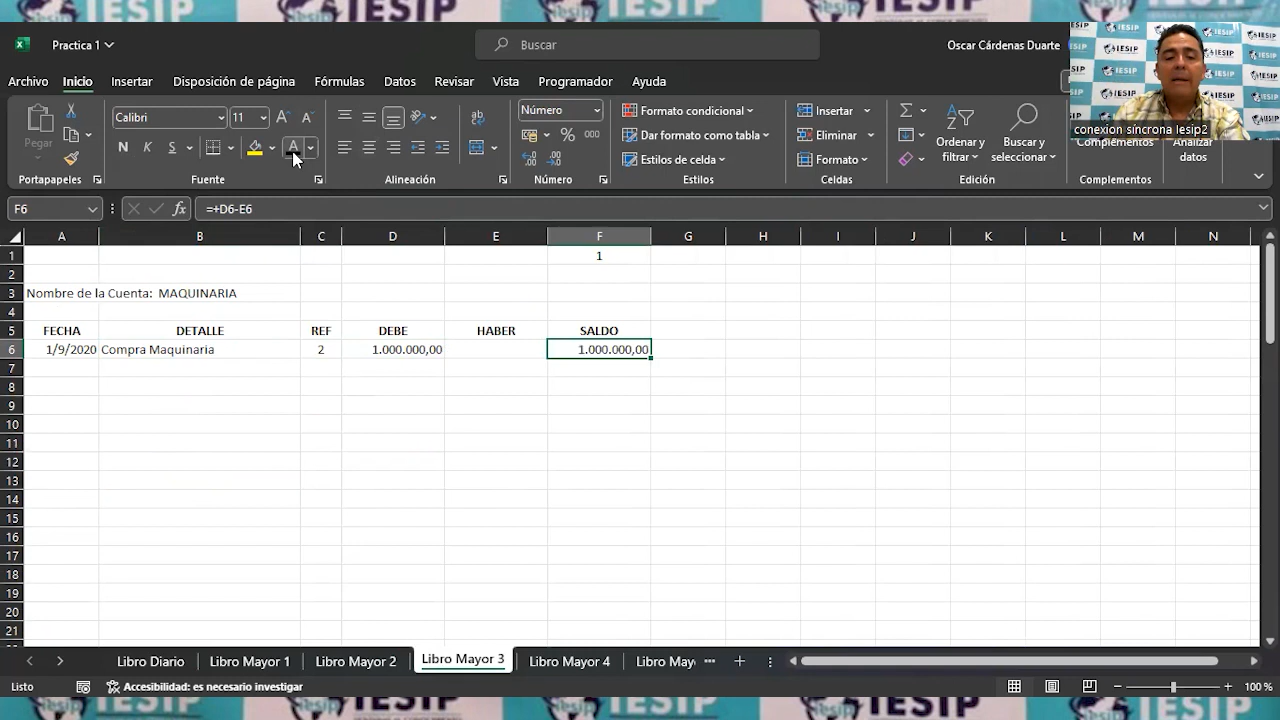 IESIP
Practica 1
Buscar
Oscar Cárdenas Duarte
Archivo Inicio Insertar Disposición de página Fórmulas Datos Revisar Vista Programador Ayuda
conexion síncrona Iesip2
Pegar
Portapapeles
Calibri 11
N K S
Fuente
Alineación
Número
% 000
Número
Formato condicional
Dar formato como tabla
Estilos de celda
Estilos
Insertar
Eliminar
Formato
Celdas
Ordenar y filtrar
Buscar y seleccionar
Edición
Complementos
Complementos
Analizar datos
F6 fx =+D6-E6
A B C D E F G H I J K L M N
1 1
2
3 Nombre de la Cuenta: MAQUINARIA
4
5 FECHA DETALLE REF DEBE HABER SALDO
6 1/9/2020 Compra Maquinaria 2 1.000.000,00 1.000.000,00
7
8
9
10
11
12
13
14
15
16
17
18
19
20
21
Libro Diario Libro Mayor 1 Libro Mayor 2 Libro Mayor 3 Libro Mayor 4 Libro May
Listo Accesibilidad: es necesario investigar 100 %